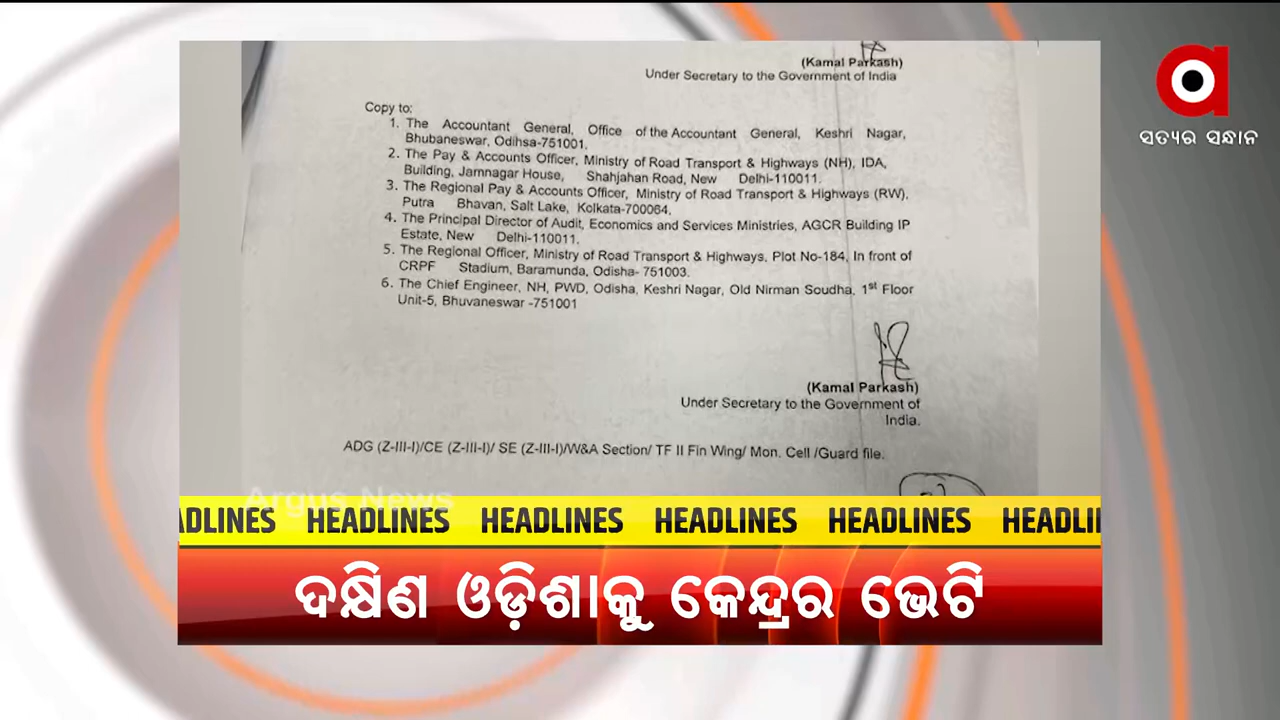 (Kamal Parkash)
Under Secretary to the Government of India
ସତ୍ୟର ସନ୍ଧାନ
Copy to:
1. The Accountant General, Office of the Accountant General, Keshri Nagar,
Bhubaneswar, Odihsa-751001.
2. The Pay & Accounts Officer, Ministry of Road Transport & Highways (NH), IDA,
Building, Jamnagar House, Shahjahan Road, New Delhi-110011.
3. The Regional Pay & Accounts Officer, Ministry of Road Transport & Highways (RW),
Putra Bhavan, Salt Lake, Kolkata-700064,
4. The Principal Director of Audit, Economics and Services Ministries, AGCR Building IP
Estate, New Delhi-110011.
5. The Regional Officer, Ministry of Road Transport & Highways, Plot No-184, In front of
CRPF Stadium, Baramunda, Odisha- 751003.
6. The Chief Engineer, NH, PWD, Odisha, Keshri Nagar, Old Nirman Soudha, 1st Floor
Unit-5, Bhuvaneswar -751001
(Kamal Parkash)
Under Secretary to the Government of
India.
ADG (Z-III-I)/CE (Z-III-I)/ SE (Z-III-I)/W&A Section/ TF II Fin Wing/ Mon. Cell /Guard file.
Argus News
ADLINES HEADLINES HEADLINES HEADLINES HEADLINES HEADLI
ଦକ୍ଷିଣ ଓଡ଼ିଶାକୁ କେନ୍ଦ୍ରର ଭେଟି